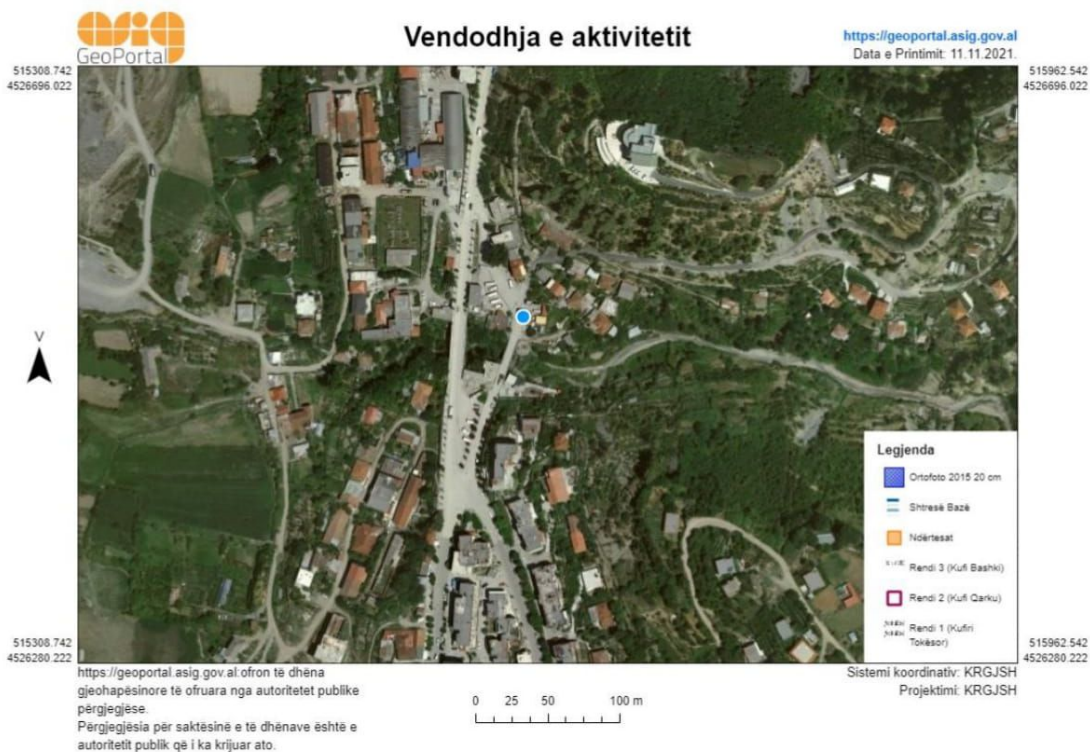 asig
GeoPortal
Vendodhja e aktivitetit
https://geoportal.asig.gov.al
Data e Printimit: 11.11.2021.
515308.742
4526696.022
515962.542
4526696.022
V
Legjenda
Ortofoto 2015 20 cm
Shtresë Bazë
Ndërtesat
Rendi 3 (Kufi Bashki)
Rendi 2 (Kufi Qarku)
Rendi 1 (Kufiri
Tokësor)
515308.742
4526280.222
515962.542
4526280.222
https://geoportal.asig.gov.al ofron të dhëna
gjeohapësinore të ofruara nga autoritetet publike
përgjegjëse.
Përgjegjësia për saktësinë e të dhënave është e
autoritetit publik që i ka krijuar ato.
0 25 50 100 m
Sistemi koordinativ: KRGJSH
Projektimi: KRGJSH